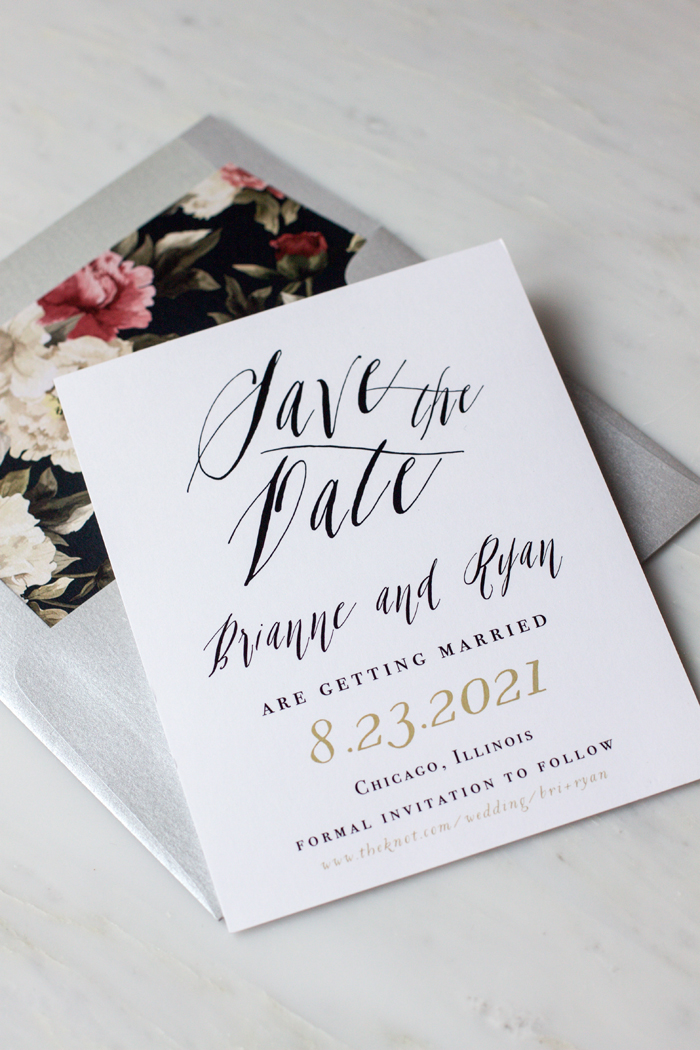 Save the
Date
Brianne and Ryan
ARE GETTING MARRIED
8.23.2021
CHICAGO, ILLINOIS
FORMAL INVITATION TO FOLLOW
www.theknot.com/wedding/bri+ryan